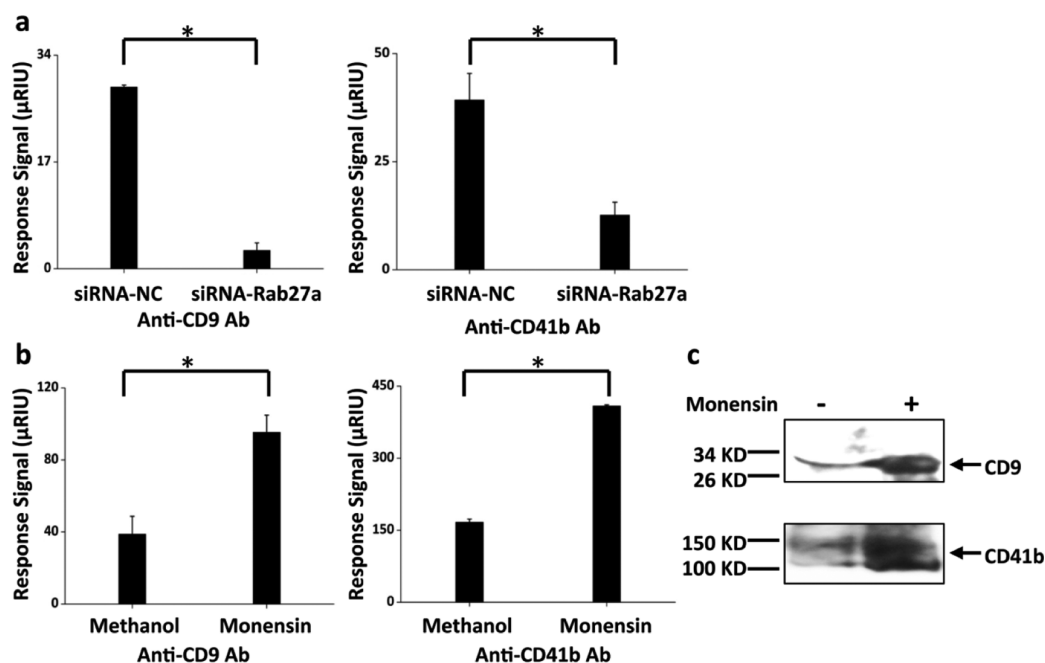 a
*
*
Response Signal (µRIU)
34
17
0
siRNA-NC siRNA-Rab27a
Anti-CD9 Ab
Response Signal (µRIU)
50
25
0
siRNA-NC siRNA-Rab27a
Anti-CD41b Ab
b
*
*
Response Signal (µRIU)
120
80
40
0
Methanol Monensin
Anti-CD9 Ab
Response Signal (µRIU)
450
300
150
0
Methanol Monensin
Anti-CD41b Ab
c
Monensin - +
34 KD
26 KD
CD9
150 KD
100 KD
CD41b